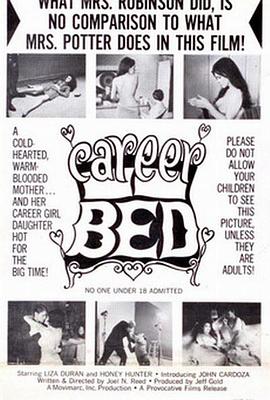 WHAT MRS. ROBINSON DID, IS
NO COMPARISON TO WHAT
MRS. POTTER DOES IN THIS FILM!
A
COLD-
HEARTED,
WARM-
BLOODED
MOTHER...
AND HER
CAREER GIRL
DAUGHTER
HOT
FOR
THE
BIG TIME!
career
BED
PLEASE
DO NOT
ALLOW
YOUR
CHILDREN
TO SEE
THIS
PICTURE,
UNLESS
THEY
ARE
ADULTS!
NO ONE UNDER 18 ADMITTED
Starring LIZA DURAN and HONEY HUNTER • Introducing JOHN CARDOZA
Written & Directed by Joel N. Reed • Produced by Jeff Gold
A Movimarc, Inc. Production • A Provocative Films Release